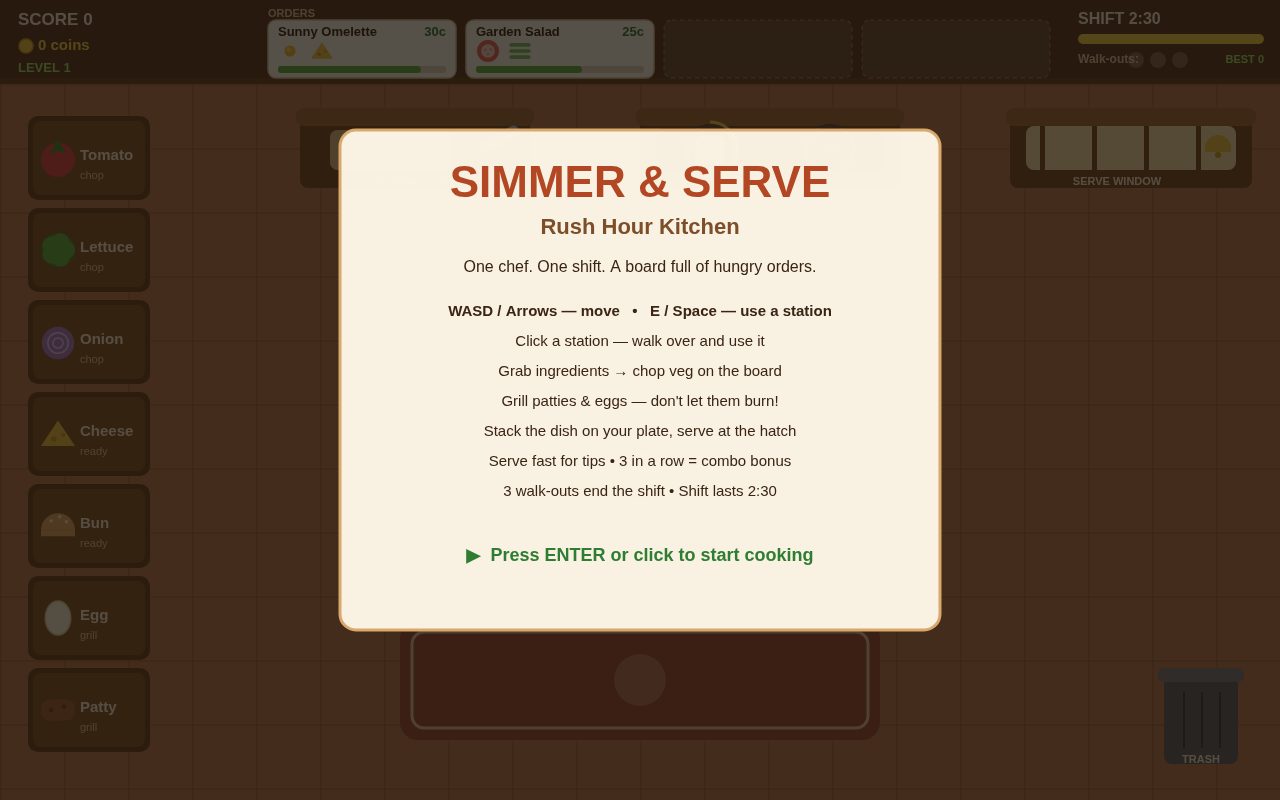 SCORE 0
0 coins
LEVEL 1
ORDERS
Sunny Omelette 30c
Garden Salad 25c
SHIFT 2:30
Walk-outs: BEST 0
Tomato
chop
Lettuce
chop
Onion
chop
Cheese
ready
Bun
ready
Egg
grill
Patty
grill
SERVE WINDOW
SIMMER & SERVE
Rush Hour Kitchen
One chef. One shift. A board full of hungry orders.
WASD / Arrows — move • E / Space — use a station
Click a station — walk over and use it
Grab ingredients → chop veg on the board
Grill patties & eggs — don't let them burn!
Stack the dish on your plate, serve at the hatch
Serve fast for tips • 3 in a row = combo bonus
3 walk-outs end the shift • Shift lasts 2:30
▶ Press ENTER or click to start cooking
TRASH